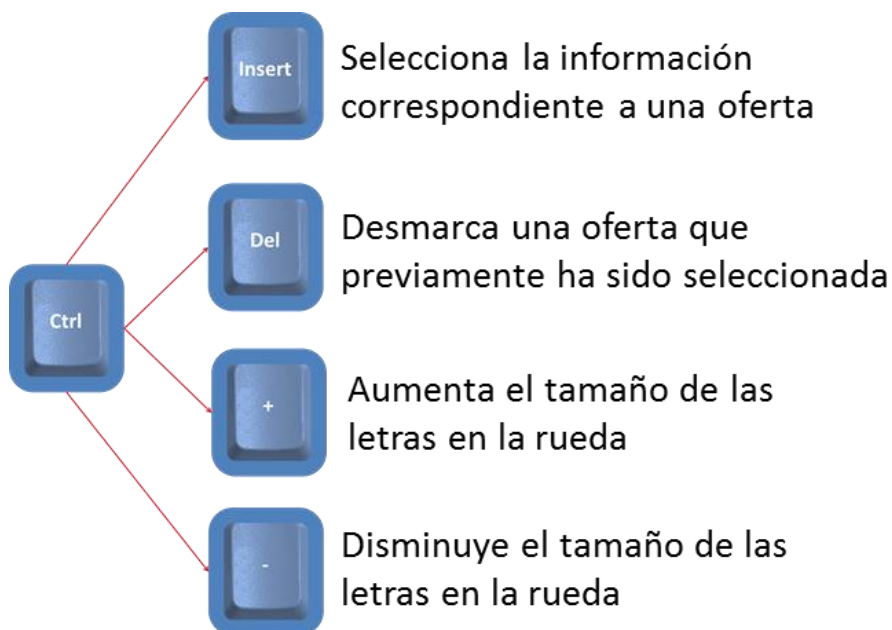 Insert
Selecciona la información
correspondiente a una oferta
Del
Desmarca una oferta que
previamente ha sido seleccionada
Ctrl
+
Aumenta el tamaño de las
letras en la rueda
-
Disminuye el tamaño de las
letras en la rueda